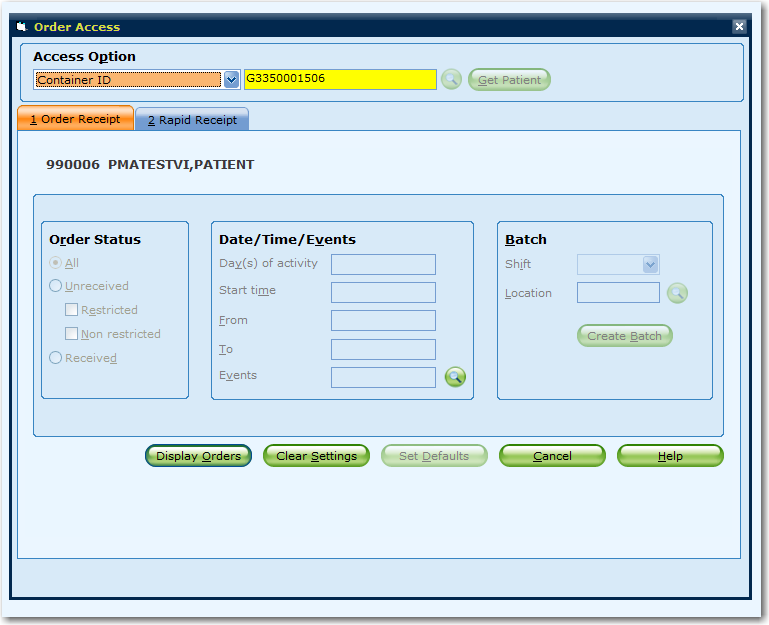 Order Access
Access Option
Container ID G3350001506 Get Patient
1 Order Receipt 2 Rapid Receipt
990006 PMATESTVI,PATIENT
Order Status
All
Unreceived
Restricted
Non restricted
Received
Date/Time/Events
Day(s) of activity
Start time
From
To
Events
Batch
Shift
Location
Create Batch
Display Orders Clear Settings Set Defaults Cancel Help